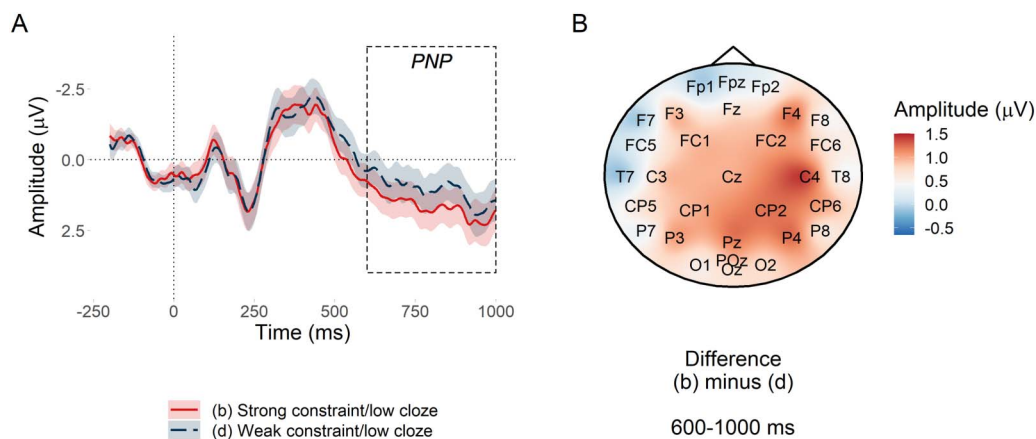 A
PNP
-2.5
0.0
2.5
Amplitude (μV)
-250
0
250
500
750
1000
Time (ms)
(b) Strong constraint/low cloze
(d) Weak constraint/low cloze
B
Fp1 Fpz Fp2
F7 F3 Fz F4 F8
FC5 FC1 FC2 FC6
T7 C3 Cz C4 T8
CP5 CP1 CP2 CP6
P7 P3 Pz P4 P8
POz
O1 Oz O2
Amplitude (μV)
1.5
1.0
0.5
0.0
-0.5
Difference
(b) minus (d)
600-1000 ms